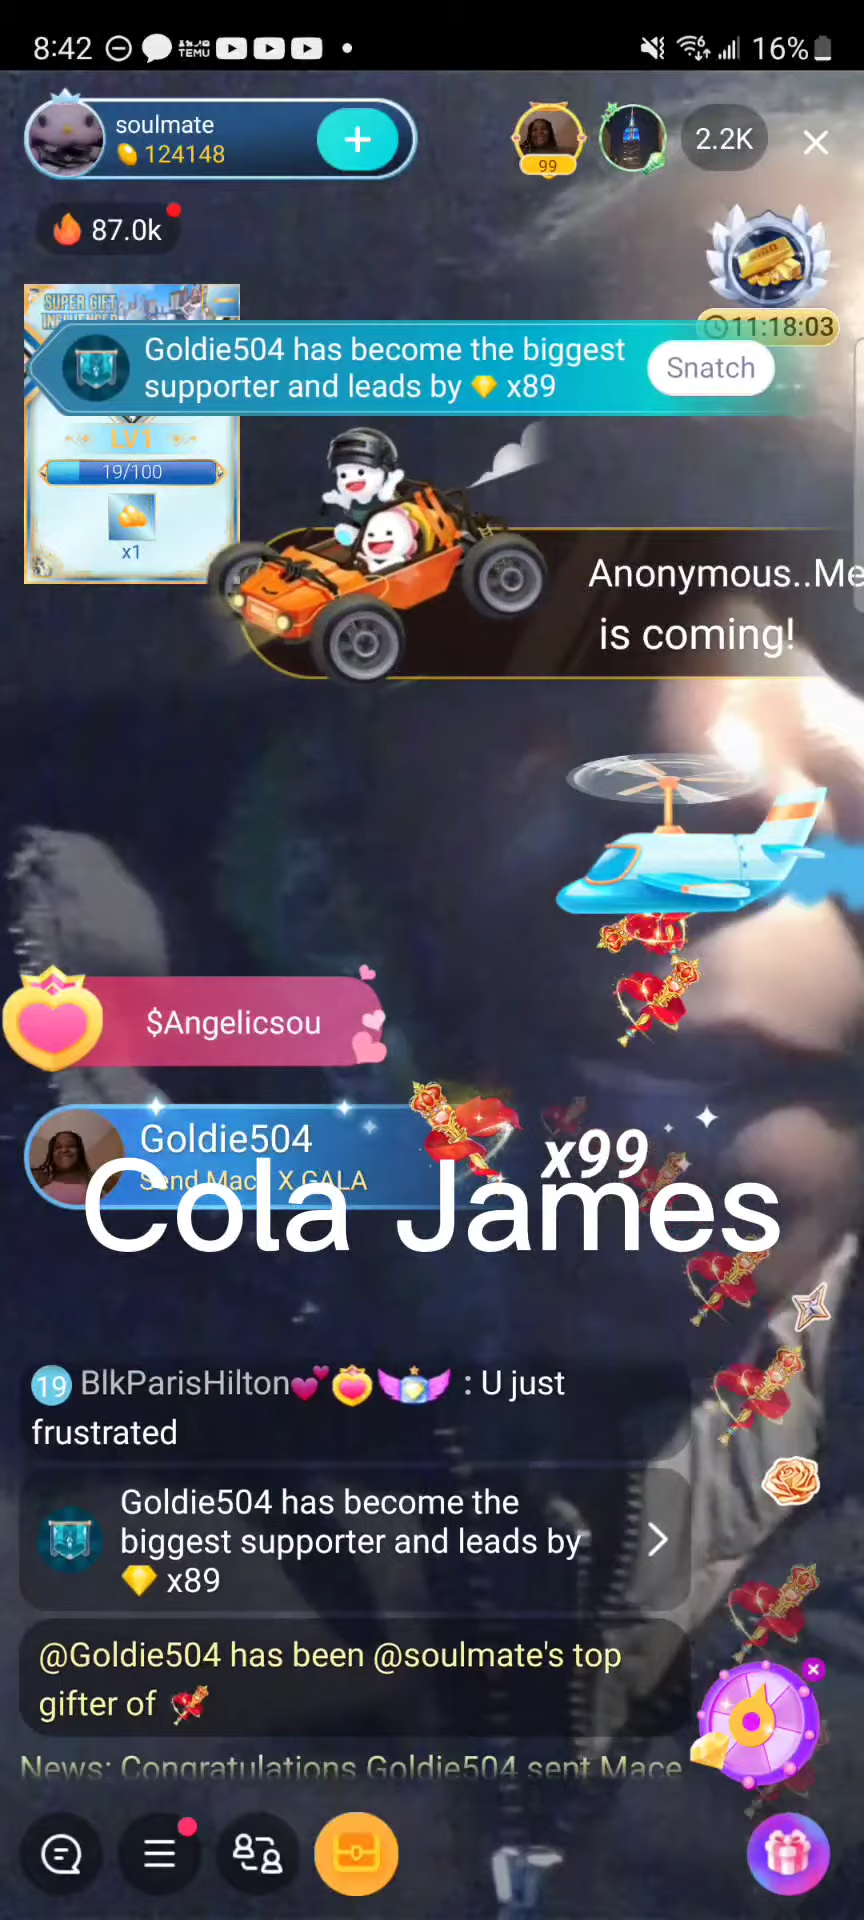 8:42
TEMU
16%
soulmate
124148
99
2.2K
87.0k
SUPER GIFT
11:18:03
Goldie504 has become the biggest
supporter and leads by x89
Snatch
LV1
19/100
x1
Anonymous..Me
is coming!
$Angelicsou
Goldie504
Send Mace X GALA
x99
Cola James
19 BlkParisHilton : U just
frustrated
Goldie504 has become the
biggest supporter and leads by
x89
@Goldie504 has been @soulmate's top
gifter of
News: Congratulations Goldie504 sent Mace